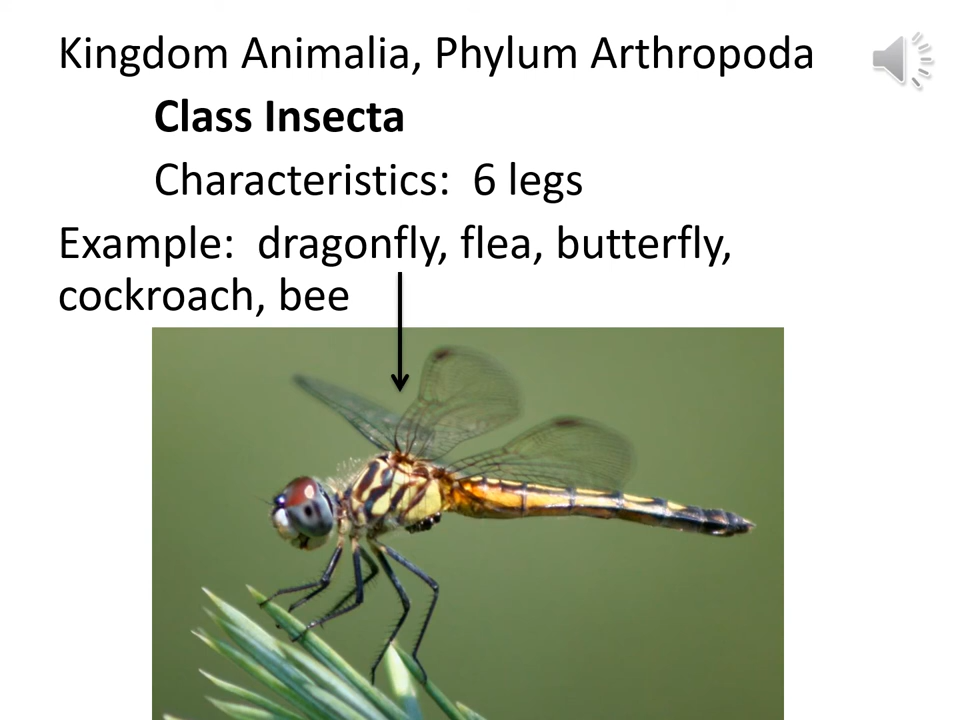 Kingdom Animalia, Phylum Arthropoda
Class Insecta
Characteristics:  6 legs
Example:  dragonfly, flea, butterfly,
cockroach, bee